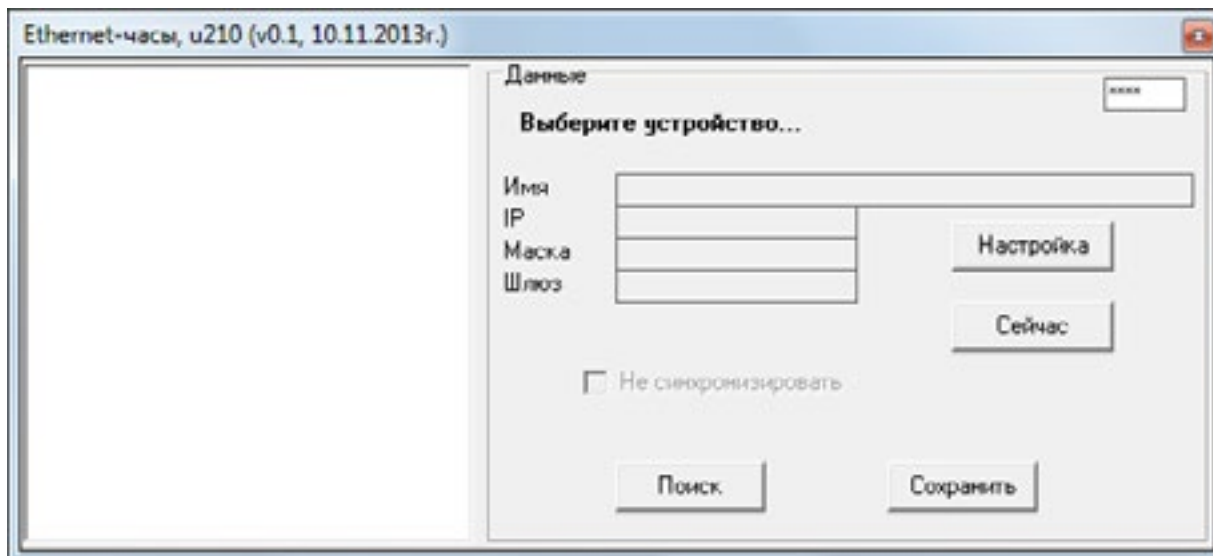 Ethernet-часы, u210 (v0.1, 10.11.2013г.)
Данные
****
Выберите устройство...
Имя
IP
Маска
Настройка
Шлюз
Сейчас
Не синхронизировать
Поиск
Сохранить